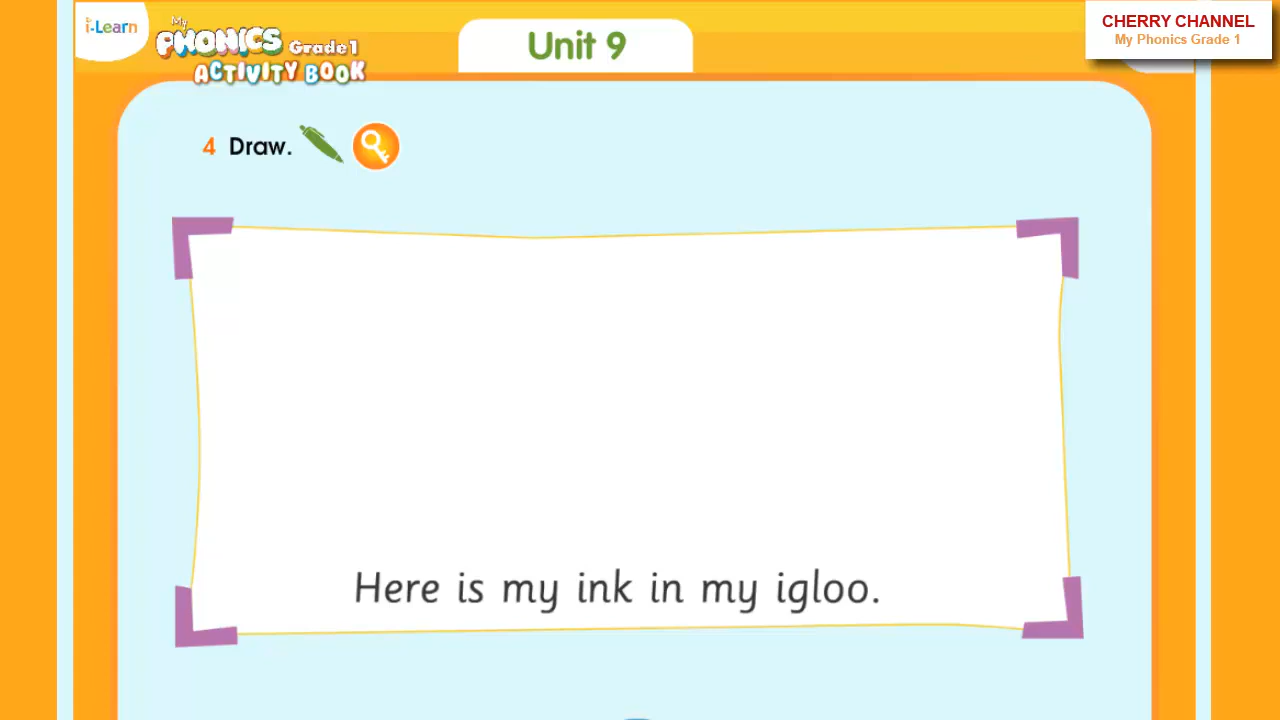 i-Learn
My
PHONICS Grade 1
ACTIVITY BOOK
Unit 9
CHERRY CHANNEL
My Phonics Grade 1
4 Draw.
Here is my ink in my igloo.